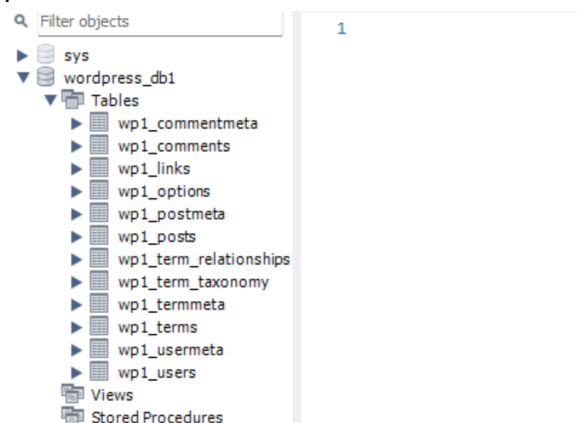 Filter objects
1
sys
wordpress_db1
Tables
wp1_commentmeta
wp1_comments
wp1_links
wp1_options
wp1_postmeta
wp1_posts
wp1_term_relationships
wp1_term_taxonomy
wp1_termmeta
wp1_terms
wp1_usermeta
wp1_users
Views
Stored Procedures